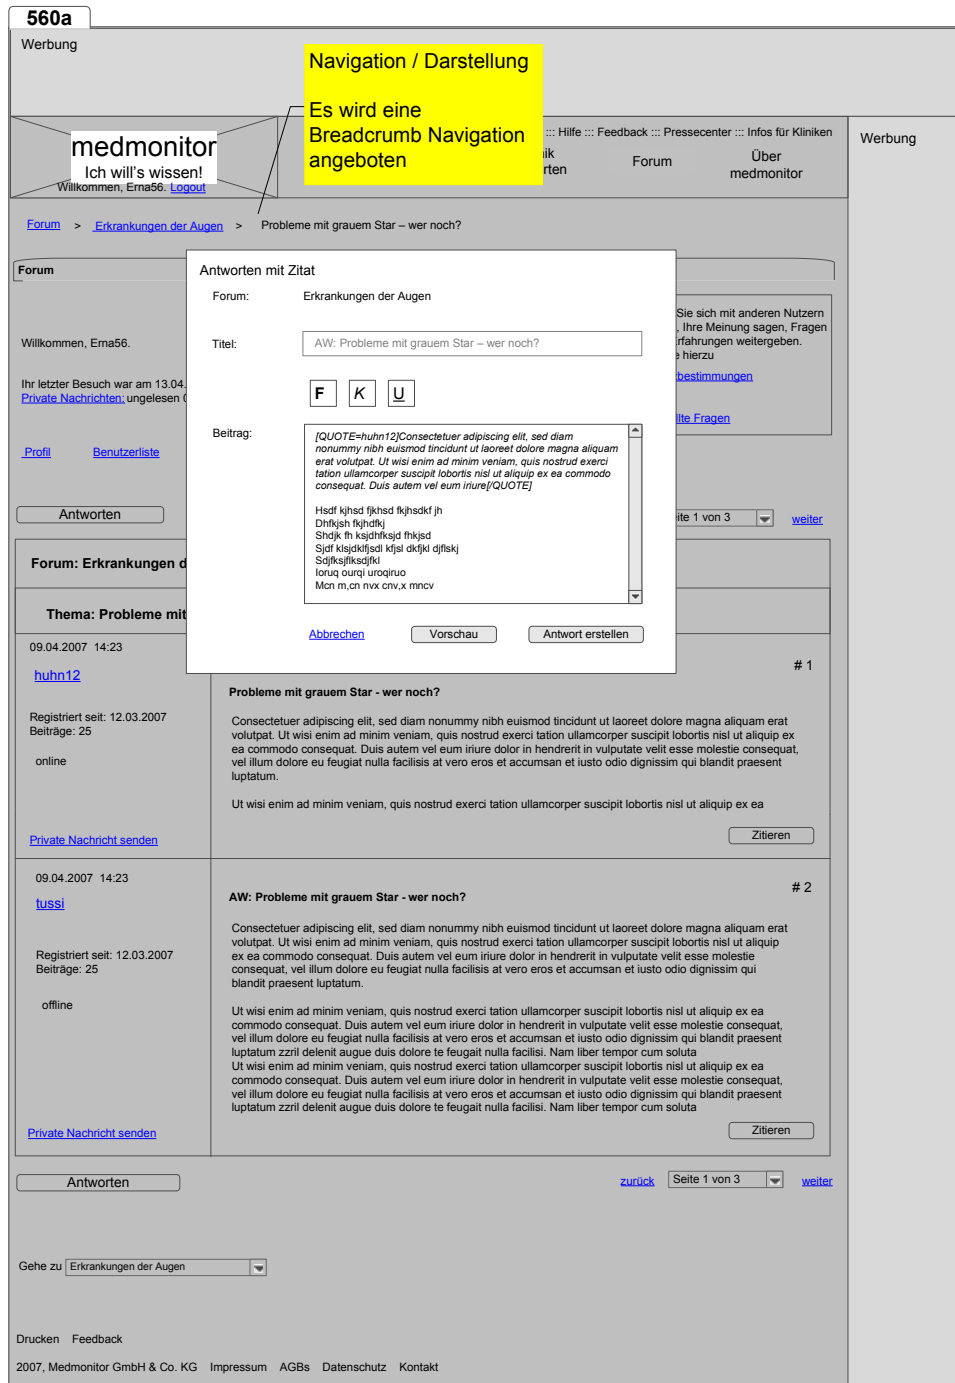 560a
Werbung
Navigation / Darstellung
Es wird eine
Breadcrumb Navigation
angeboten
::: Hilfe ::: Feedback ::: Pressecenter ::: Infos für Kliniken
Werbung
medmonitor
Ich will's wissen!
Willkommen, Erna56. Logout
Forum
Über
medmonitor
Forum > Erkrankungen der Augen > Probleme mit grauem Star – wer noch?
Forum
Antworten mit Zitat
Forum: Erkrankungen der Augen
Sie sich mit anderen Nutzern
, Ihre Meinung sagen, Fragen
rfahrungen weitergeben.
hierzu
bestimmungen
llte Fragen
Willkommen, Erna56.
Titel: AW: Probleme mit grauem Star – wer noch?
Ihr letzter Besuch war am 13.04.
Private Nachrichten: ungelesen
F K U
Beitrag:
[QUOTE=huhn12]Consectetuer adipiscing elit, sed diam
nonummy nibh euismod tincidunt ut laoreet dolore magna aliquam
erat volutpat. Ut wisi enim ad minim veniam, quis nostrud exerci
tation ullamcorper suscipit lobortis nisl ut aliquip ex ea commodo
consequat. Duis autem vel eum iriure[/QUOTE]
Hsdf kjhsd fjkhsd fkjhsdkf jh
Dhfkjsh fkjhdfkj
Shdjk fh ksjdhfksjd fhkjsd
Sjdf klsjdklfjsdl kfjsl dkfjkl djflskj
Sdjfksjflksdjfkl
Ioruq ourqi uroqiruo
Mcn m,cn nvx cnv,x mncv
Profil Benutzerliste
Antworten
ite 1 von 3 weiter
Forum: Erkrankungen d
Thema: Probleme mit
Abbrechen Vorschau Antwort erstellen
09.04.2007 14:23
# 1
huhn12
Probleme mit grauem Star - wer noch?
Registriert seit: 12.03.2007
Beiträge: 25
online
Consectetuer adipiscing elit, sed diam nonummy nibh euismod tincidunt ut laoreet dolore magna aliquam erat
volutpat. Ut wisi enim ad minim veniam, quis nostrud exerci tation ullamcorper suscipit lobortis nisl ut aliquip ex
ea commodo consequat. Duis autem vel eum iriure dolor in hendrerit in vulputate velit esse molestie consequat,
vel illum dolore eu feugiat nulla facilisis at vero eros et accumsan et iusto odio dignissim qui blandit praesent
luptatum.
Ut wisi enim ad minim veniam, quis nostrud exerci tation ullamcorper suscipit lobortis nisl ut aliquip ex ea
Zitieren
Private Nachricht senden
09.04.2007 14:23
# 2
tussi
AW: Probleme mit grauem Star - wer noch?
Registriert seit: 12.03.2007
Beiträge: 25
offline
Consectetuer adipiscing elit, sed diam nonummy nibh euismod tincidunt ut laoreet dolore magna aliquam erat
volutpat. Ut wisi enim ad minim veniam, quis nostrud exerci tation ullamcorper suscipit lobortis nisl ut aliquip
ex ea commodo consequat. Duis autem vel eum iriure dolor in hendrerit in vulputate velit esse molestie
consequat, vel illum dolore eu feugiat nulla facilisis at vero eros et accumsan et iusto odio dignissim qui
blandit praesent luptatum.
Ut wisi enim ad minim veniam, quis nostrud exerci tation ullamcorper suscipit lobortis nisl ut aliquip ex ea
commodo consequat. Duis autem vel eum iriure dolor in hendrerit in vulputate velit esse molestie consequat,
vel illum dolore eu feugiat nulla facilisis at vero eros et accumsan et iusto odio dignissim qui blandit praesent
luptatum zzril delenit augue duis dolore te feugait nulla facilisi. Nam liber tempor cum soluta
Ut wisi enim ad minim veniam, quis nostrud exerci tation ullamcorper suscipit lobortis nisl ut aliquip ex ea
commodo consequat. Duis autem vel eum iriure dolor in hendrerit in vulputate velit esse molestie consequat,
vel illum dolore eu feugiat nulla facilisis at vero eros et accumsan et iusto odio dignissim qui blandit praesent
luptatum zzril delenit augue duis dolore te feugait nulla facilisi. Nam liber tempor cum soluta
Zitieren
Private Nachricht senden
Antworten
zurück Seite 1 von 3 weiter
Gehe zu Erkrankungen der Augen
Drucken Feedback
2007, Medmonitor GmbH & Co. KG Impressum AGBs Datenschutz Kontakt